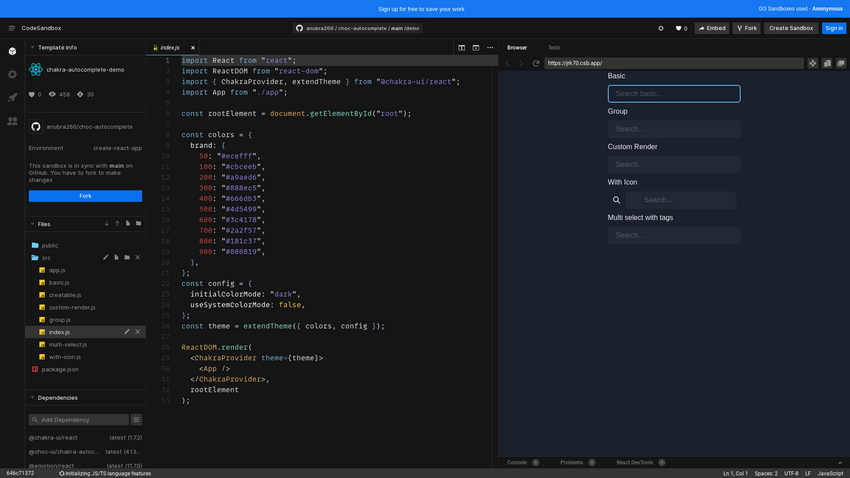 Sign up for free to save your work
0/3 Sandboxes used - Anonymous
CodeSandbox
anubra266 / choc-autocomplete / main /demo
0
Embed
Fork
Create Sandbox
Sign in
Template Info
chakra-autocomplete-demo
0 458 30
anubra266/choc-autocomplete
Environment create-react-app
This sandbox is in sync with main on
GitHub. You have to fork to make
changes
Fork
Files
public
src
app.js
basic.js
creatable.js
custom-render.js
group.js
index.js
multi-select.js
with-icon.js
package.json
Dependencies
Add Dependency
@chakra-ui/react latest (1.7.2)
@choc-ui/chakra-autoc... latest (4.13...
@emotion/react latest (11.7.0)
index.js
1 import React from "react";
2 import ReactDOM from "react-dom";
3 import { ChakraProvider, extendTheme } from "@chakra-ui/react";
4 import App from "./app";
5
6 const rootElement = document.getElementById("root");
7
8 const colors = {
9 brand: {
10 50: "#ecefff",
11 100: "#cbceeb",
12 200: "#a9aed6",
13 300: "#888ec5",
14 400: "#666db3",
15 500: "#4d5499",
16 600: "#3c4178",
17 700: "#2a2f57",
18 800: "#181c37",
19 900: "#080819",
20 },
21 };
22 const config = {
23 initialColorMode: "dark",
24 useSystemColorMode: false,
25 };
26 const theme = extendTheme({ colors, config });
27
28 ReactDOM.render(
29 <ChakraProvider theme={theme}>
30 <App />
31 </ChakraProvider>,
32 rootElement
33 );
Browser Tests
https://jrk70.csb.app/
Basic
Search basic...
Group
Search...
Custom Render
Search...
With Icon
Search...
Multi select with tags
Search...
Console 0 Problems 0 React DevTools 0
646c71372 Initializing JS/TS language features
Ln 1, Col 1 Spaces: 2 UTF-8 LF JavaScript